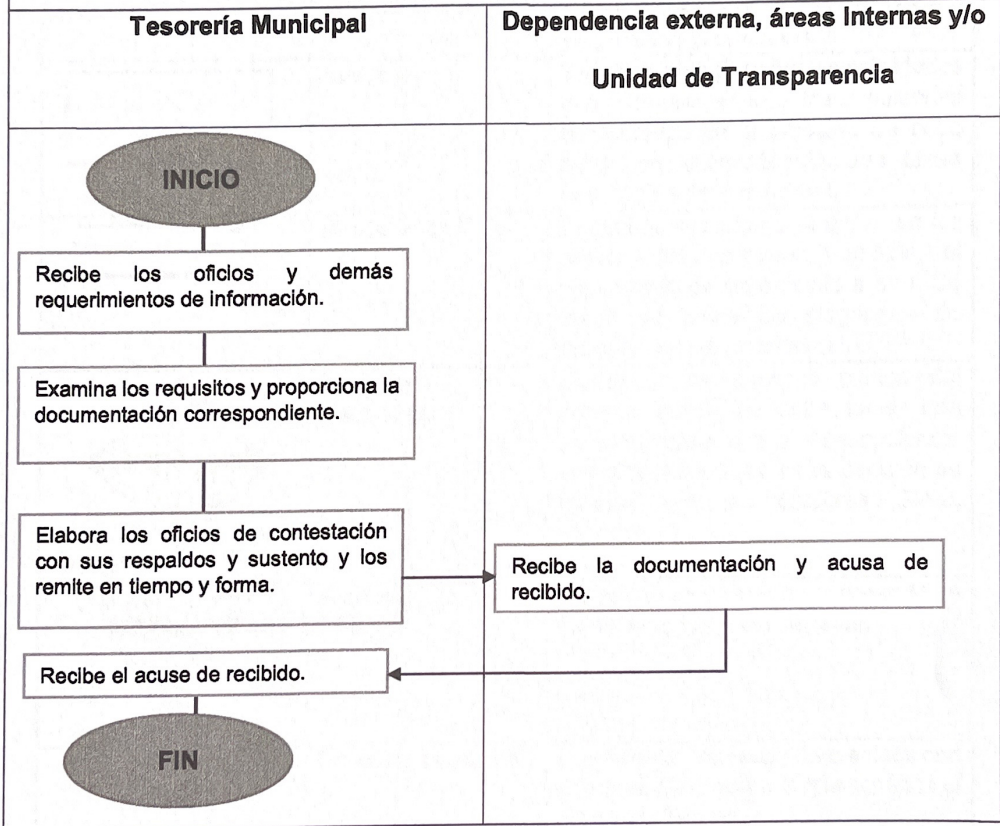 Tesorería Municipal
Dependencia externa, áreas Internas y/o
Unidad de Transparencia
INICIO
Recibe los oficios y demás
requerimientos de información.
Examina los requisitos y proporciona la
documentación correspondiente.
Elabora los oficios de contestación
con sus respaldos y sustento y los
remite en tiempo y forma.
Recibe la documentación y acusa de
recibido.
Recibe el acuse de recibido.
FIN